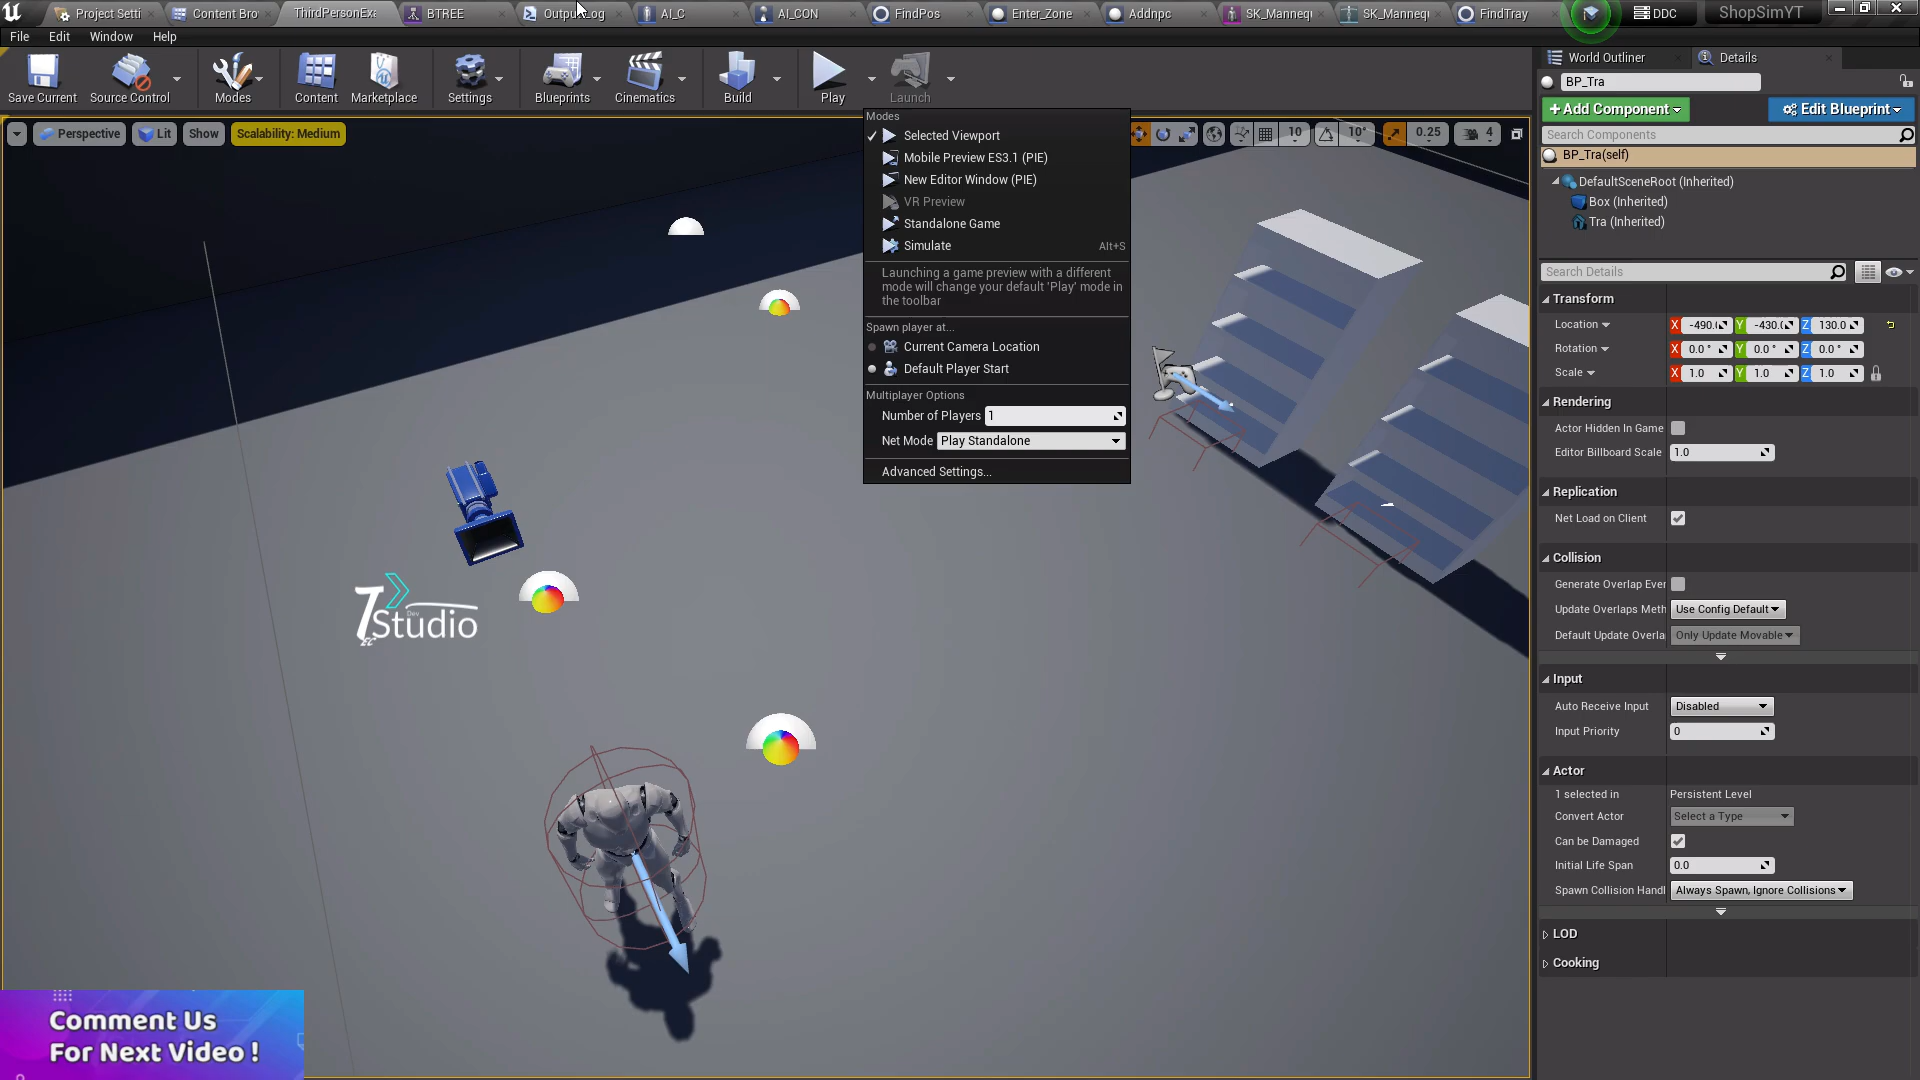 Project Setti
Content Bro
ThirdPersonExa
BTREE
Output Log
AI_C
AI_CON
FindPos
Enter_Zone
Addnpc
SK_Mannequ
SK_Mannequ
FindTray
DDC
ShopSimYT
File
Edit
Window
Help
World Outliner
Details
Save Current
Source Control
Modes
Content
Marketplace
Settings
Blueprints
Cinematics
Build
Play
Launch
BP_Tra
+Add Component
Edit Blueprint
Search Components
BP_Tra(self)
DefaultSceneRoot (Inherited)
Box (Inherited)
Tra (Inherited)
Perspective
Lit
Show
Scalability: Medium
10
10°
0.25
4
Modes
Selected Viewport
Mobile Preview ES3.1 (PIE)
New Editor Window (PIE)
VR Preview
Standalone Game
Simulate
Alt+S
Launching a game preview with a different
mode will change your default 'Play' mode in
the toolbar
Spawn player at...
Current Camera Location
Default Player Start
Multiplayer Options
Number of Players
1
Net Mode
Play Standalone
Advanced Settings...
Search Details
Transform
Location
X
-490.
Y
-430.
Z
130.0
Rotation
X
0.0 °
Y
0.0 °
Z
0.0 °
Scale
X
1.0
Y
1.0
Z
1.0
Rendering
Actor Hidden In Game
Editor Billboard Scale
1.0
Replication
Net Load on Client
Collision
Generate Overlap Even
Update Overlaps Meth
Use Config Default
Default Update Overla
Only Update Movable
Input
Auto Receive Input
Disabled
Input Priority
0
Actor
1 selected in
Persistent Level
Convert Actor
Select a Type
Can be Damaged
Initial Life Span
0.0
Spawn Collision Handl
Always Spawn, Ignore Collisions
LOD
Cooking
Dev
Studio
Comment Us
For Next Video !